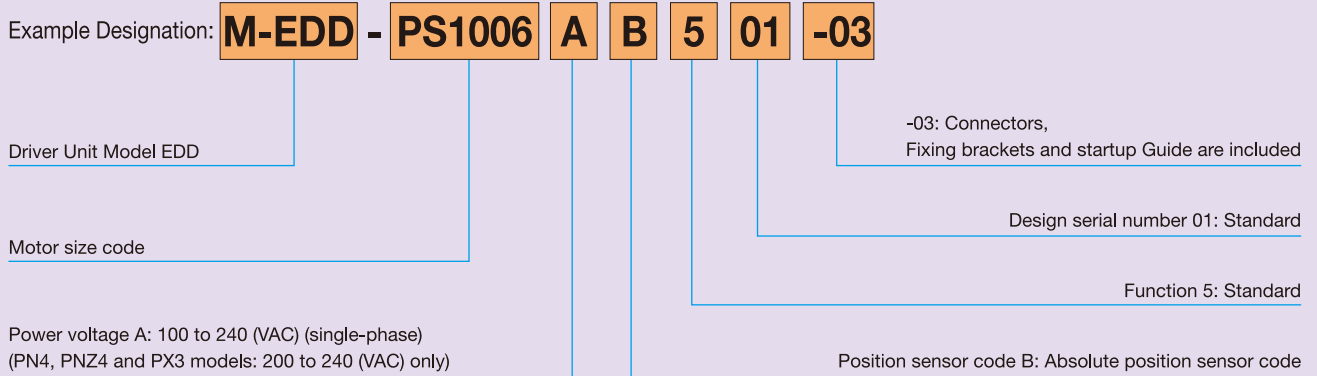 Example Designation: M-EDD - PS1006 A B 5 01 -03
-03: Connectors,
Fixing brackets and startup Guide are included
Driver Unit Model EDD
Design serial number 01: Standard
Motor size code
Function 5: Standard
Power voltage A: 100 to 240 (VAC) (single-phase)
(PN4, PNZ4 and PX3 models: 200 to 240 (VAC) only)
Position sensor code B: Absolute position sensor code